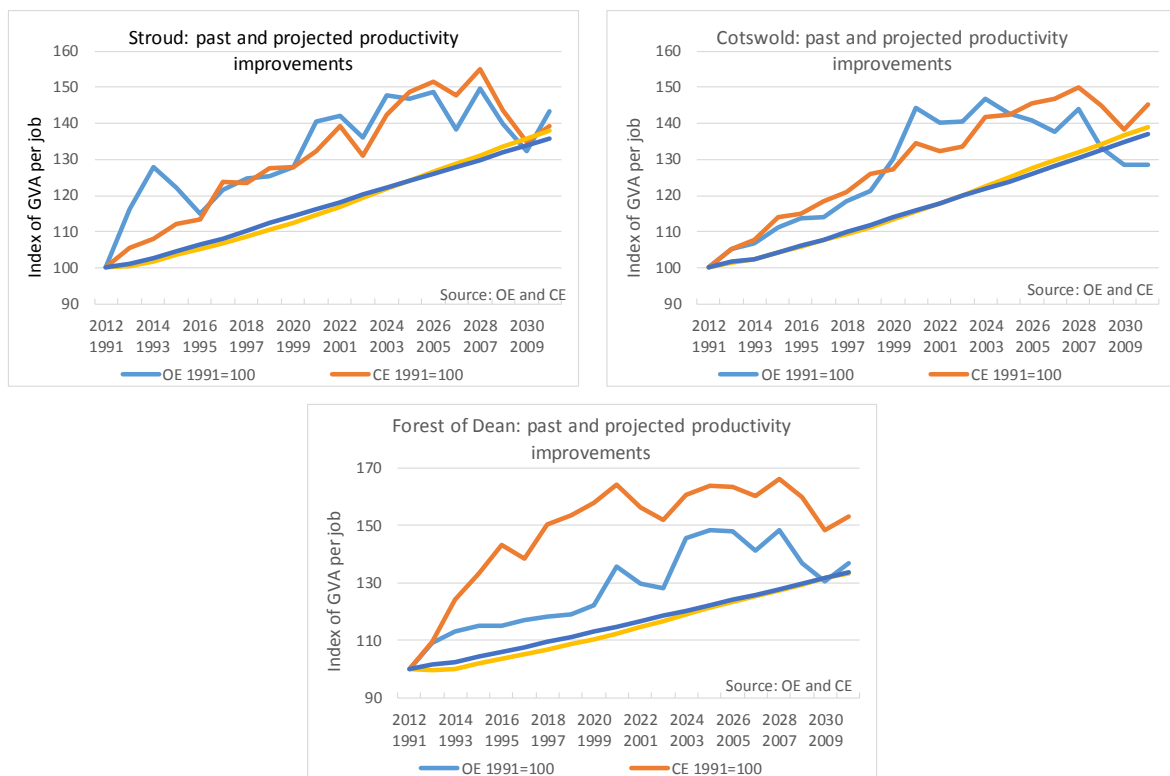 Stroud: past and projected productivity
improvements
Index of GVA per job
160
150
140
130
120
110
100
90
Source: OE and CE
2012 2014 2016 2018 2020 2022 2024 2026 2028 2030
1991 1993 1995 1997 1999 2001 2003 2005 2007 2009
OE 1991=100 CE 1991=100
Cotswold: past and projected productivity
improvements
Index of GVA per job
160
150
140
130
120
110
100
90
Source: OE and CE
2012 2014 2016 2018 2020 2022 2024 2026 2028 2030
1991 1993 1995 1997 1999 2001 2003 2005 2007 2009
OE 1991=100 CE 1991=100
Forest of Dean: past and projected productivity
improvements
Index of GVA per job
170
150
130
110
90
Source: OE and CE
2012 2014 2016 2018 2020 2022 2024 2026 2028 2030
1991 1993 1995 1997 1999 2001 2003 2005 2007 2009
OE 1991=100 CE 1991=100